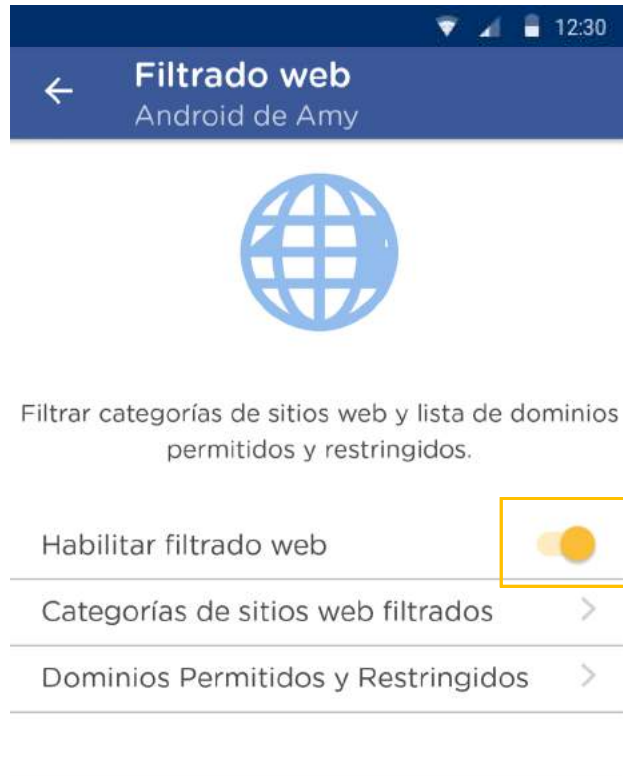 12:30
Filtrado web
Android de Amy
Filtrar categorías de sitios web y lista de dominios
permitidos y restringidos.
Habilitar filtrado web
Categorías de sitios web filtrados
Dominios Permitidos y Restringidos